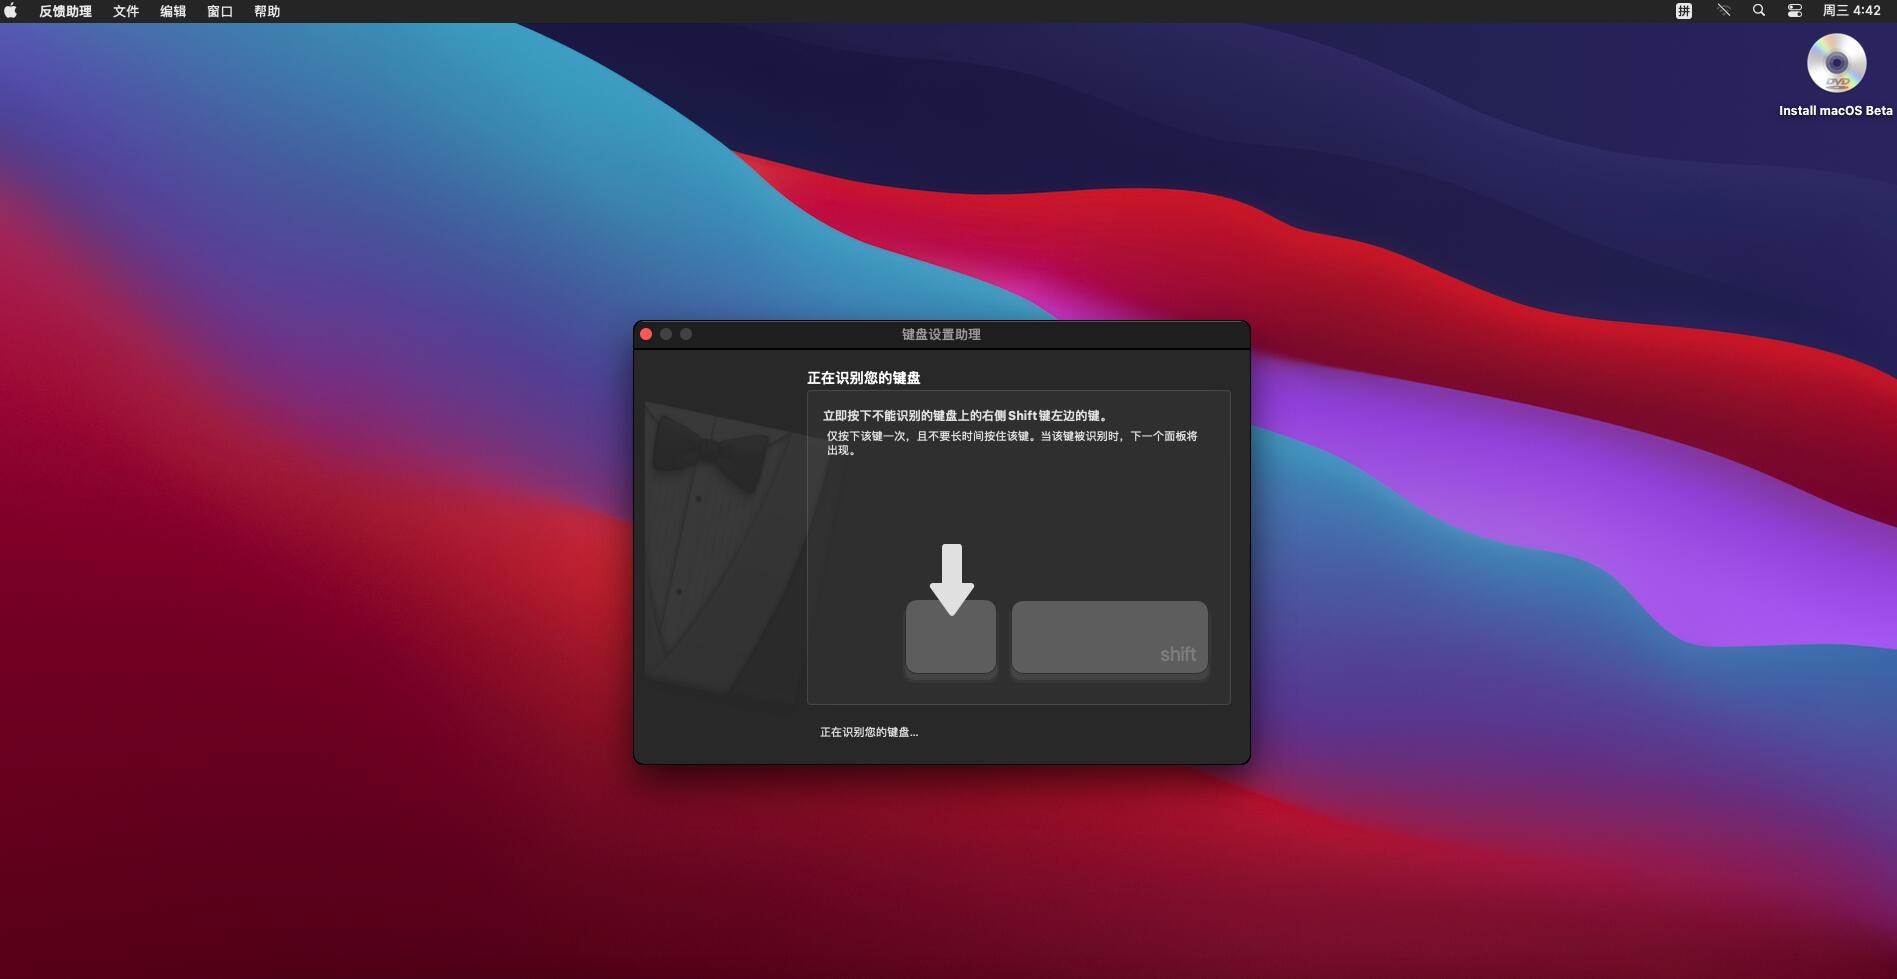 反馈助理 文件 编辑 窗口 帮助 拼 周三 4:42
DVD
Install macOS Beta
键盘设置助理
正在识别您的键盘
立即按下不能识别的键盘上的右侧 Shift 键左边的键。
仅按下该键一次，且不要长时间按住该键。当该键被识别时，下一个面板将
出现。
shift
正在识别您的键盘...